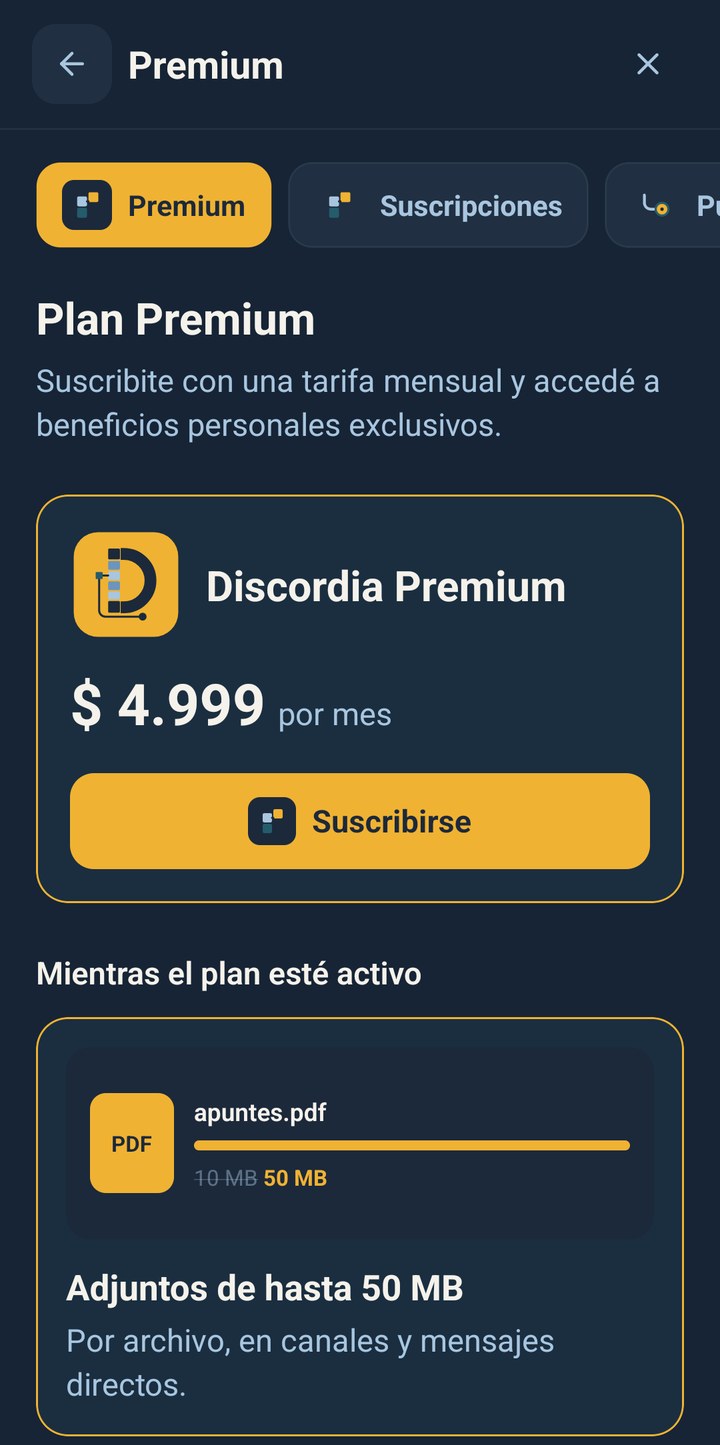 Premium
Premium
Suscripciones
Plan Premium
Suscribite con una tarifa mensual y accedé a
beneficios personales exclusivos.
Discordia Premium
$ 4.999 por mes
Suscribirse
Mientras el plan esté activo
apuntes.pdf
PDF
10 MB 50 MB
Adjuntos de hasta 50 MB
Por archivo, en canales y mensajes
directos.